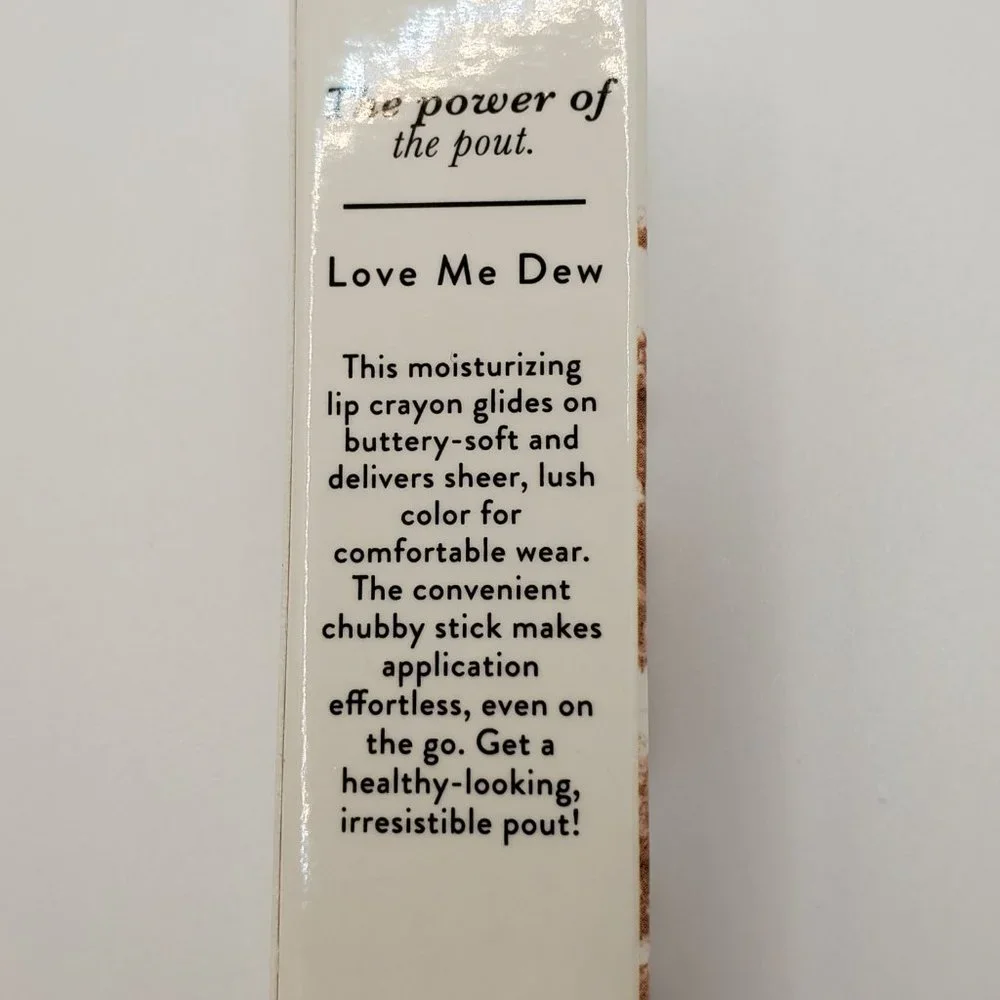 The power of
the pout.
Love Me Dew
This moisturizing
lip crayon glides on
buttery-soft and
delivers sheer, lush
color for
comfortable wear.
The convenient
chubby stick makes
application
effortless, even on
the go. Get a
healthy-looking,
irresistible pout!